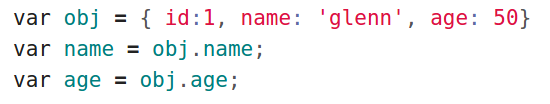 var obj = { id:1, name: 'glenn', age: 50}
var name = obj.name;
var age = obj.age;